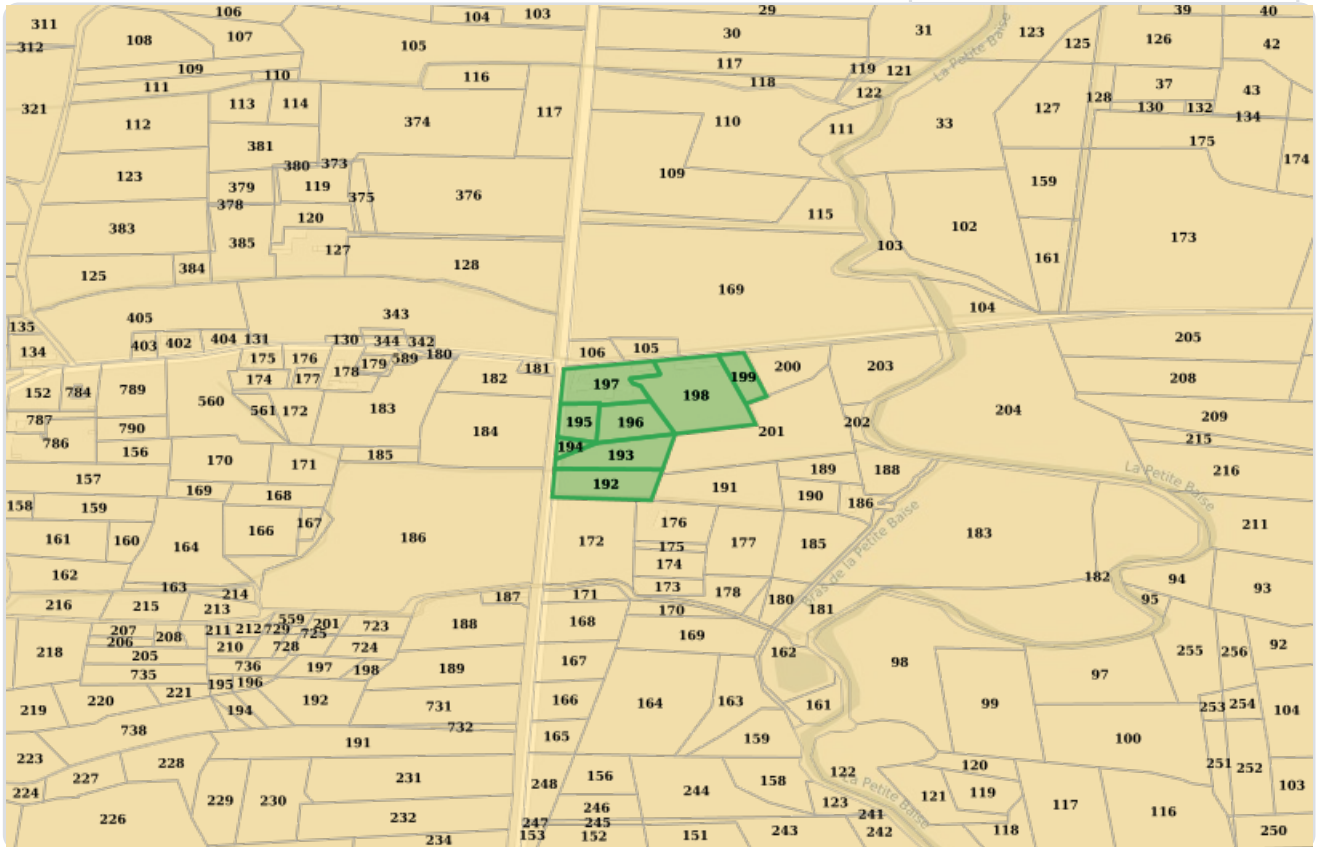 106 104 103 29 39 40
311 108 107 105 30 31 123 125 126 42
312
La Petite Baïse
109 110 116 117 118 119 121 122 37 43
111 128 130 132 134
321 112 113 114 374 117 110 111 33 127 175 174
381
123 380 373 379 119 375 376 109 159
378 120 115
383 385 127 102 173
125 384 128 103 161
169
405 343 104
135 403 402 404 131 130 344 342 205
134 175 176 178 179 589 180 106 105
152 784 789 174 177 182 181 197 198 199 200 203 208
787 560 561 172 183 195 196 204 209
786 790 184 194 193 201 202 215
156 170 171 185 189 188 216
La Petite Baïse
157 169 168 192 191 190 186
158 159 166 167 176 183 211
161 160 164 186 172 175 177 185
Bras de la Petite Baïse
162 163 174 173 178 182 94 93
216 215 214 213 187 171 170 180 181 95
207 208 211 212 729 559 201 725 723 188 168 169
206 205 210 728 724 162 255 256 92
218 735 736 197 198 189 167 98 97
219 220 221 195 196 194 192 731 166 164 163 161 99 253 254 104
738 732 165 159 100
223 228 191 251 252
224 227 229 230 231 248 156 244 158 122 120 103
La Petite Baïse
226 232 246 123 121 119 117 116
234 247 245 241
153 152 151 243 242 118 250